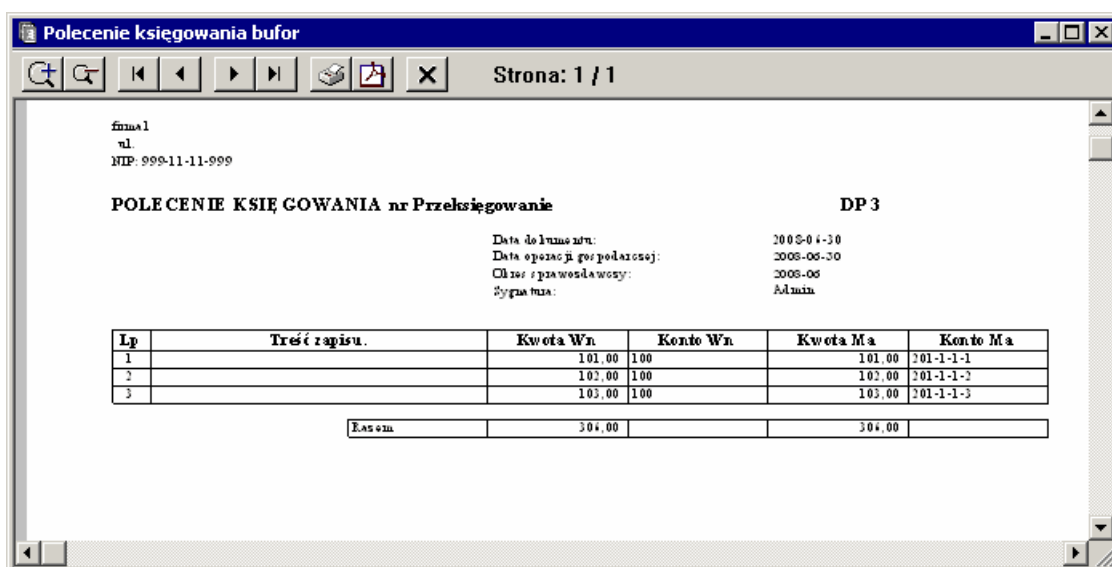 Polecenie księgowania bufor
Strona: 1 / 1
firma1
ul.
NIP: 999-11-11-999
POLECENIE KSIĘGOWANIA nr Przeksięgowanie DP 3
Data dokumentu: 2008-06-30
Data operacji gospodarczej: 2008-06-30
Okres sprawozdawczy: 2008-06
Sygnatura: Admin
Lp Treść zapisu. Kwota Wn Konto Wn Kwota Ma Konto Ma
1 101,00 100 101,00 201-1-1-1
2 102,00 100 102,00 201-1-1-2
3 103,00 100 103,00 201-1-1-3
Razem 306,00 306,00